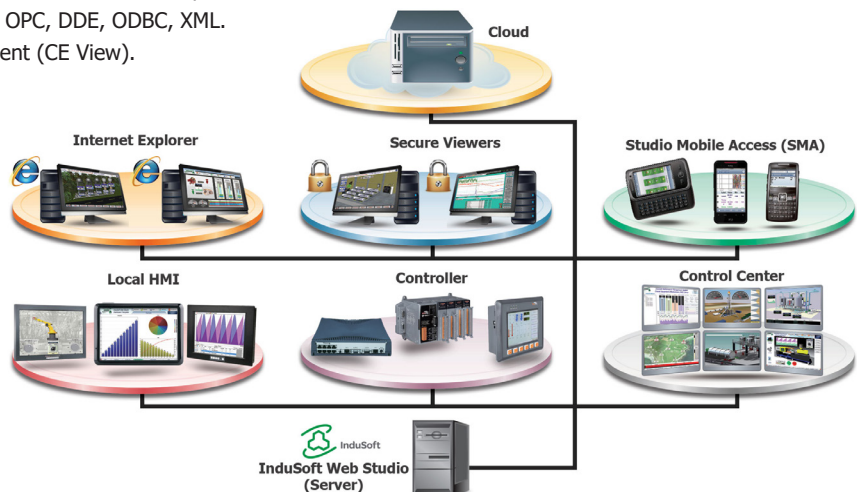 OPC, DDE, ODBC, XML.
ent (CE View).
Cloud
Internet Explorer
Secure Viewers
Studio Mobile Access (SMA)
Local HMI
Controller
Control Center
InduSoft
InduSoft Web Studio
(Server)